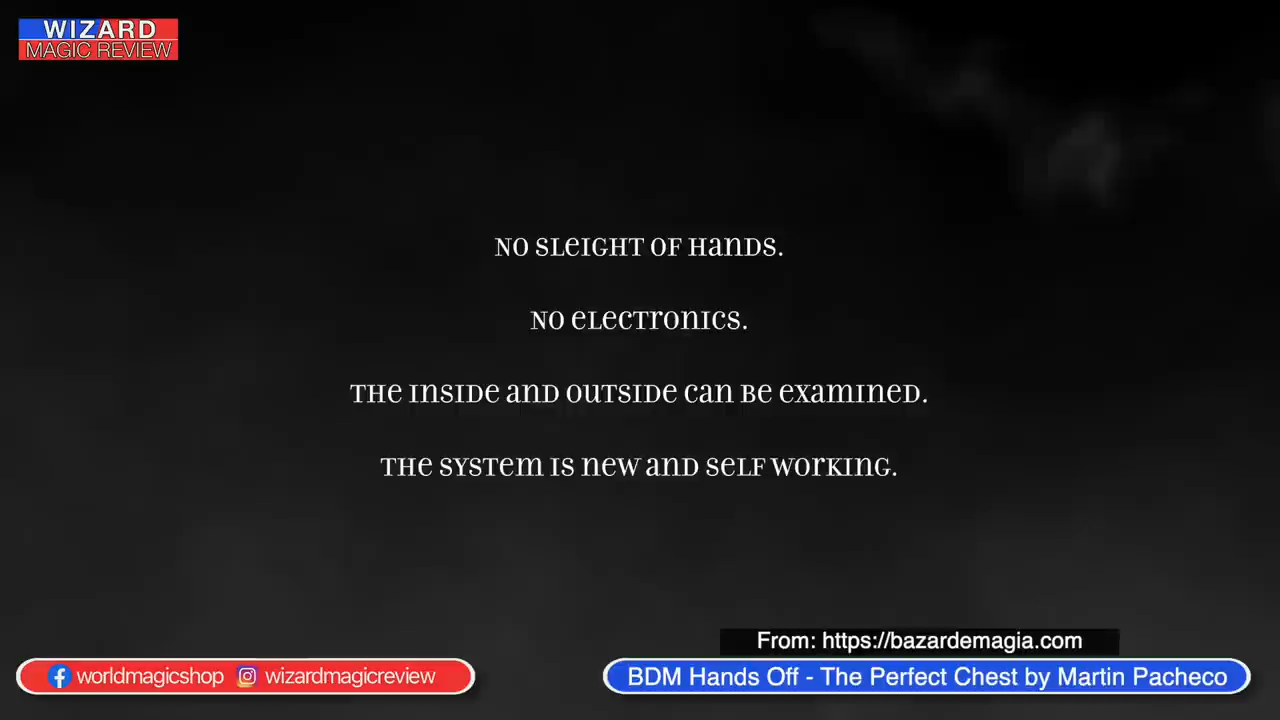 WIZARD
MAGIC REVIEW
NO SLEIGHT OF HANDS.
NO ELECTRONICS.
THE INSIDE AND OUTSIDE CAN BE EXAMINED.
THE SYSTEM IS NEW AND SELF WORKING.
From: https://bazardemagia.com
worldmagicshop wizardmagicreview
BDM Hands Off - The Perfect Chest by Martin Pacheco